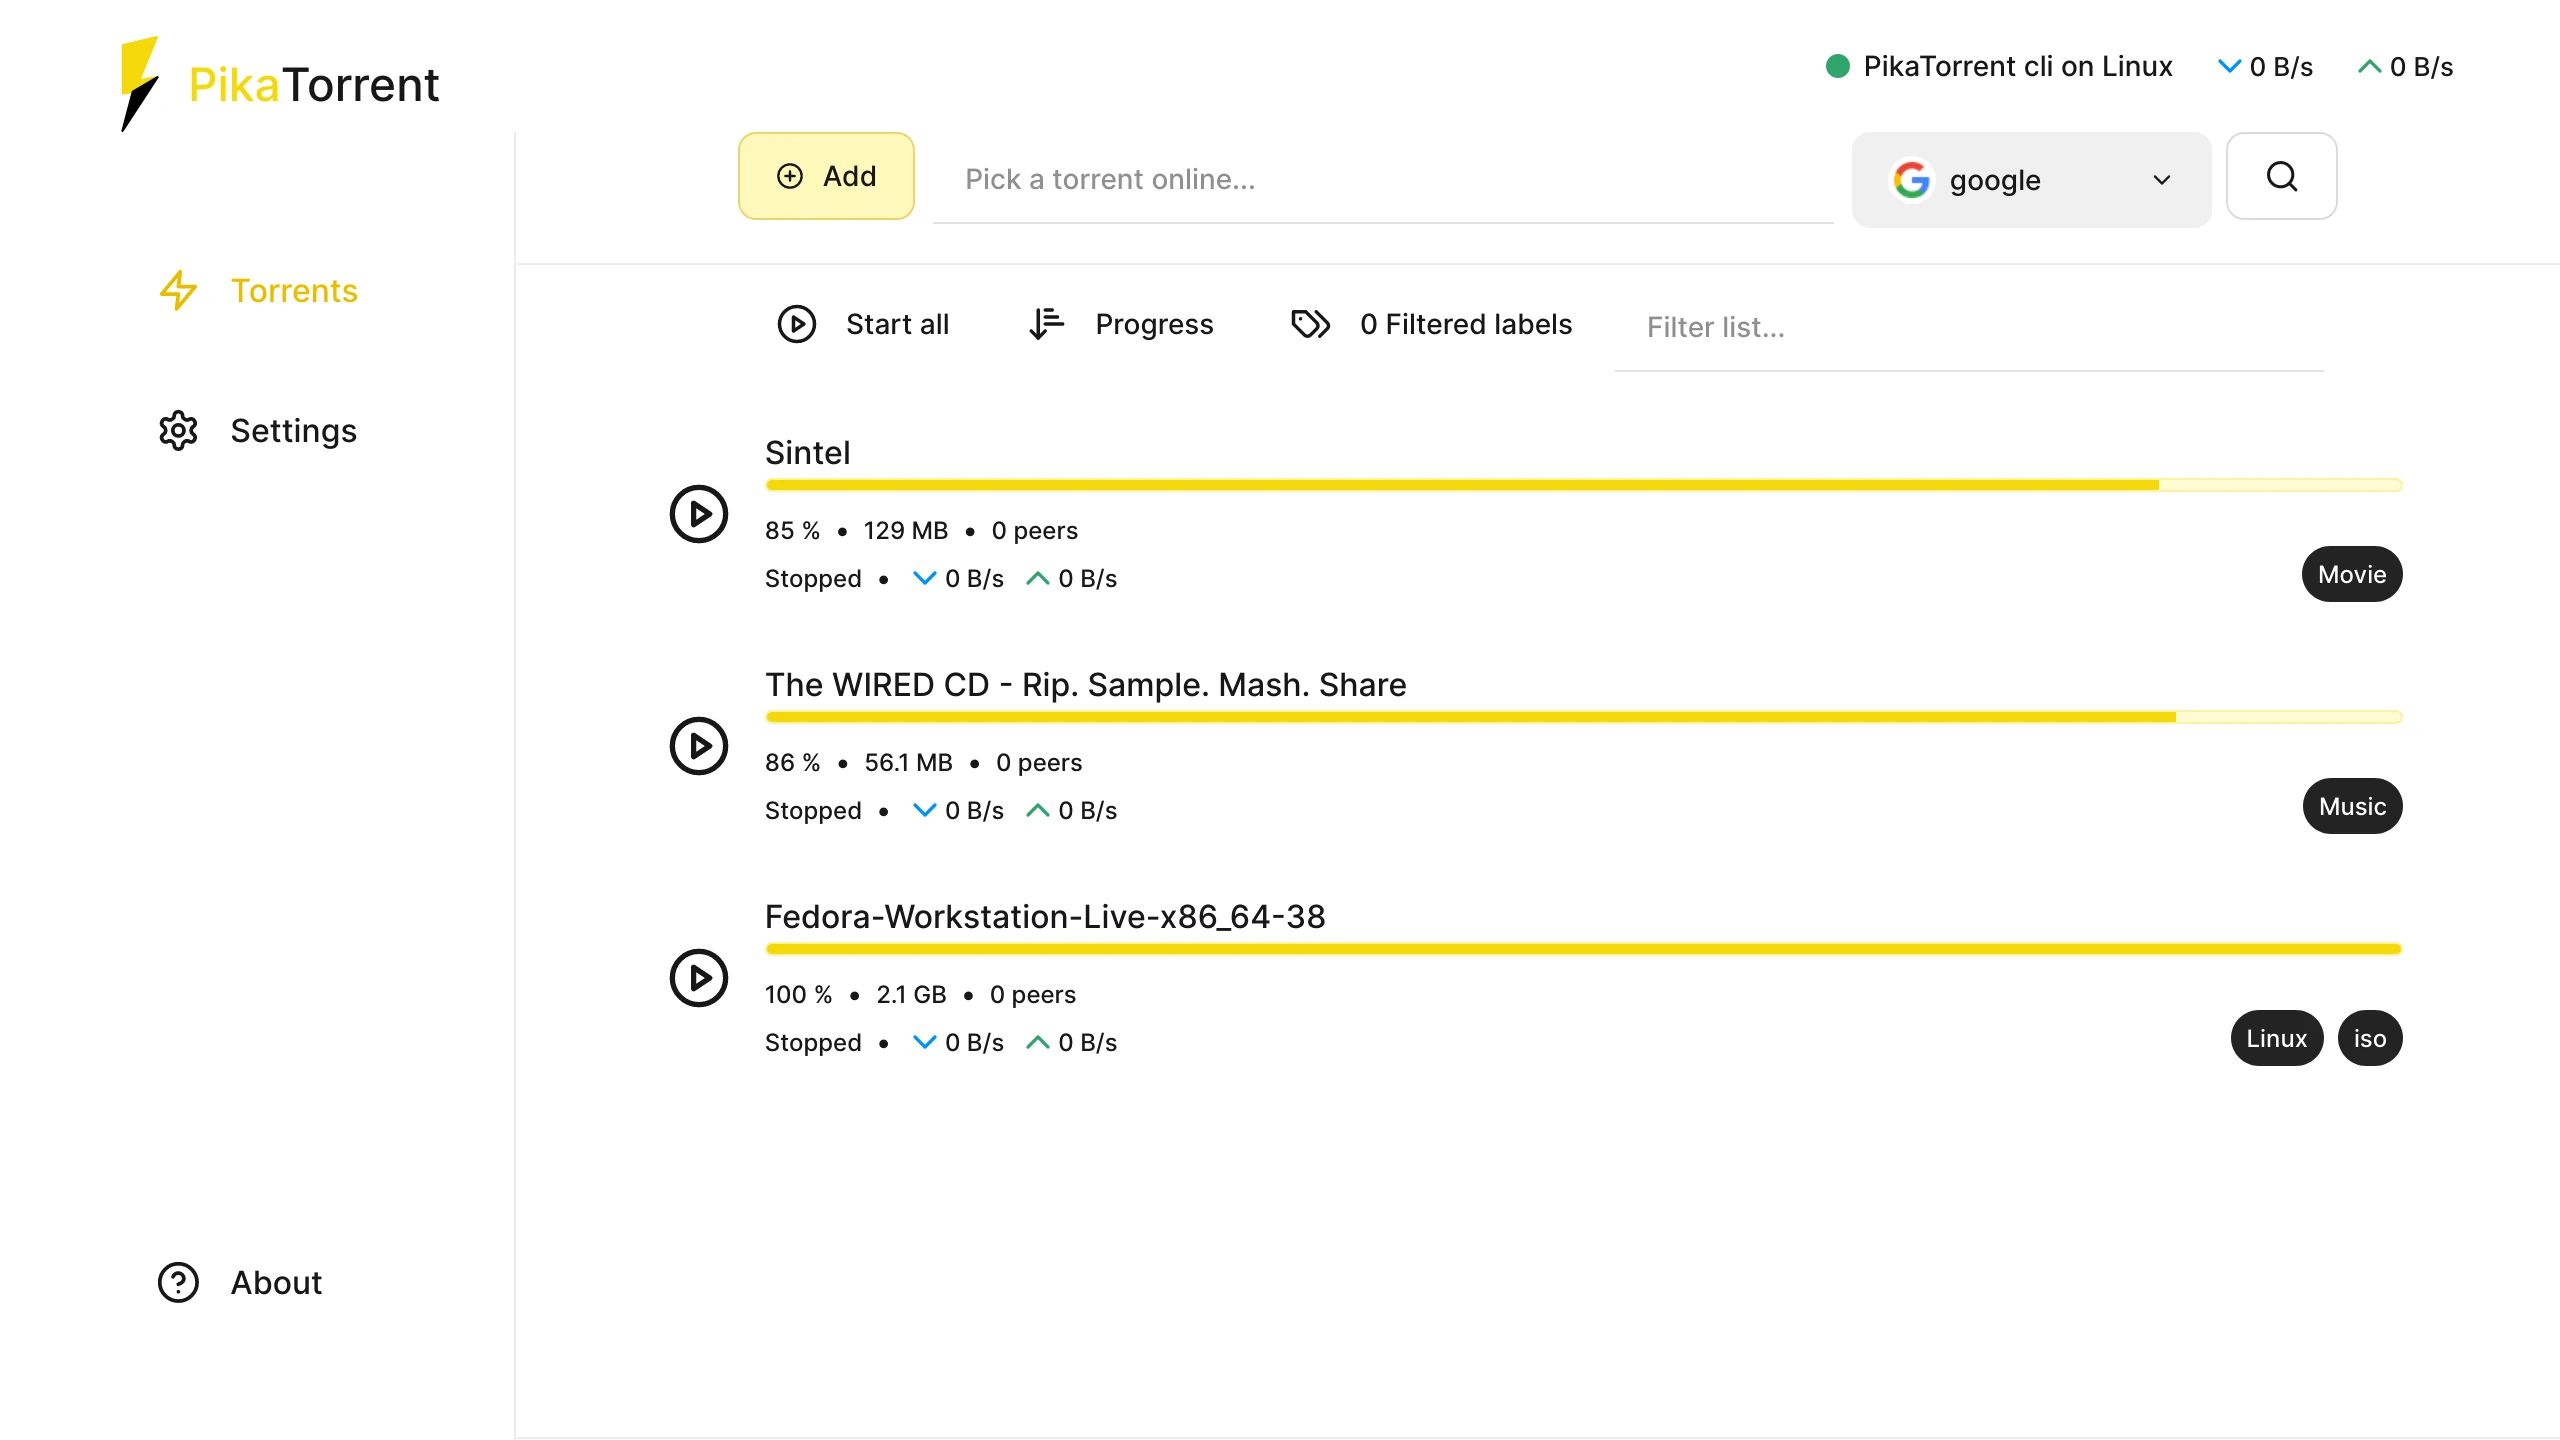 PikaTorrent
PikaTorrent cli on Linux 0 B/s 0 B/s
Add Pick a torrent online... google
Torrents
Settings
About
Start all Progress 0 Filtered labels Filter list...
Sintel
85 % • 129 MB • 0 peers
Stopped • 0 B/s 0 B/s
Movie
The WIRED CD - Rip. Sample. Mash. Share
86 % • 56.1 MB • 0 peers
Stopped • 0 B/s 0 B/s
Music
Fedora-Workstation-Live-x86_64-38
100 % • 2.1 GB • 0 peers
Stopped • 0 B/s 0 B/s
Linux iso